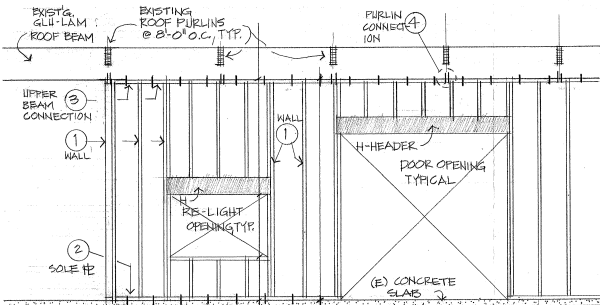 EXIST'G.
GLU-LAM
ROOF BEAM
EXISTING
ROOF PURLINS
@ 8'-0" O.C., TYP.
PURLIN
CONNECT-
ION
4
UPPER
BEAM
CONNECTION
3
1
WALL
WALL
1
H-HEADER
DOOR OPENING
TYPICAL
H
RE-LIGHT
OPENING TYP.
2
SOLE PL
(E) CONCRETE
SLAB